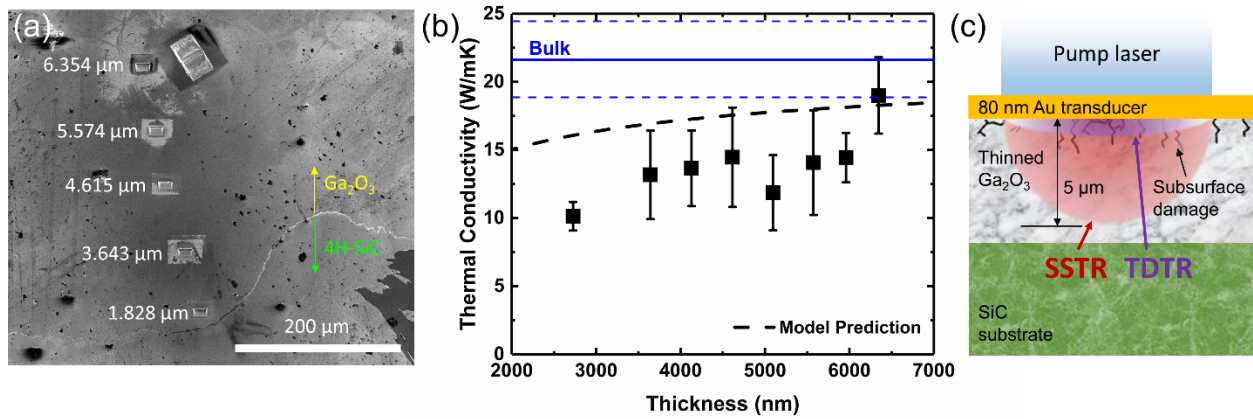 (a)
6.354 μm
5.574 μm
4.615 μm
3.643 μm
1.828 μm
Ga₂O₃
4H-SiC
200 μm
(b)
Thermal Conductivity (W/mK)
25
20
15
10
5
0
Bulk
Model Prediction
2000 3000 4000 5000 6000 7000
Thickness (nm)
(c)
Pump laser
80 nm Au transducer
Thinned
Ga₂O₃
5 μm
Subsurface
damage
SSTR TDTR
SiC
substrate